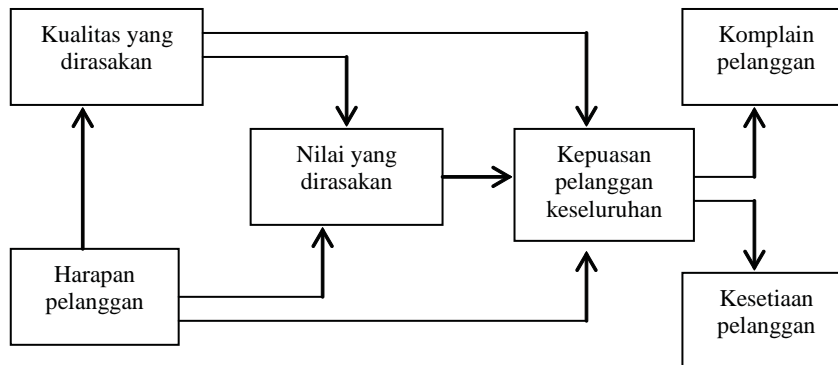 Kualitas yang
dirasakan
Komplain
pelanggan
Nilai yang
dirasakan
Kepuasan
pelanggan
keseluruhan
Harapan
pelanggan
Kesetiaan
pelanggan